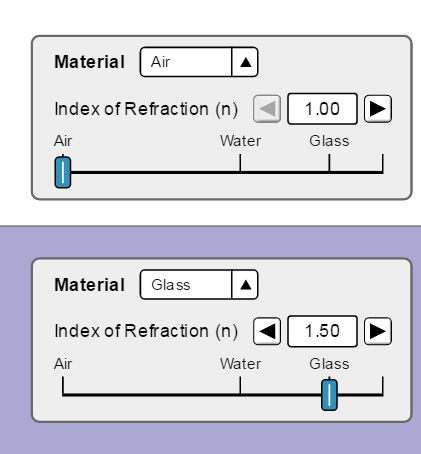 Material Air
Index of Refraction (n) 1.00
Air Water Glass
Material Glass
Index of Refraction (n) 1.50
Air Water Glass